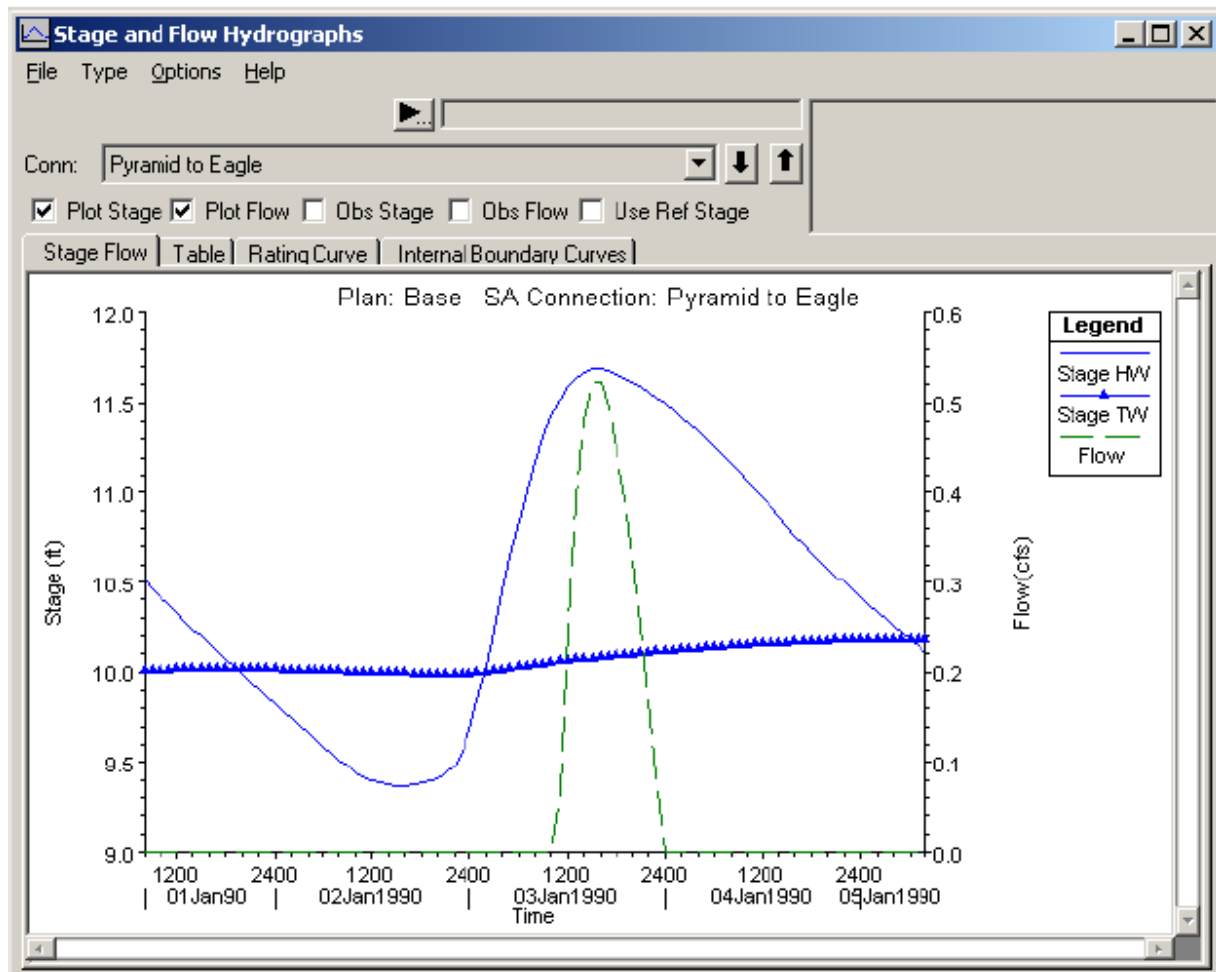 Stage and Flow Hydrographs
File Type Options Help
...
Conn: Pyramid to Eagle
Plot Stage Plot Flow Obs Stage Obs Flow Use Ref Stage
Stage Flow Table Rating Curve Internal Boundary Curves
Plan: Base SA Connection: Pyramid to Eagle
12.0
11.5
11.0
10.5
10.0
9.5
9.0
Stage (ft)
0.6
0.5
0.4
0.3
0.2
0.1
0.0
Flow(cfs)
Legend
Stage HW
Stage TW
Flow
1200 2400 1200 2400 1200 2400 1200 2400
01Jan90 02Jan1990 03Jan1990 04Jan1990 05Jan1990
Time